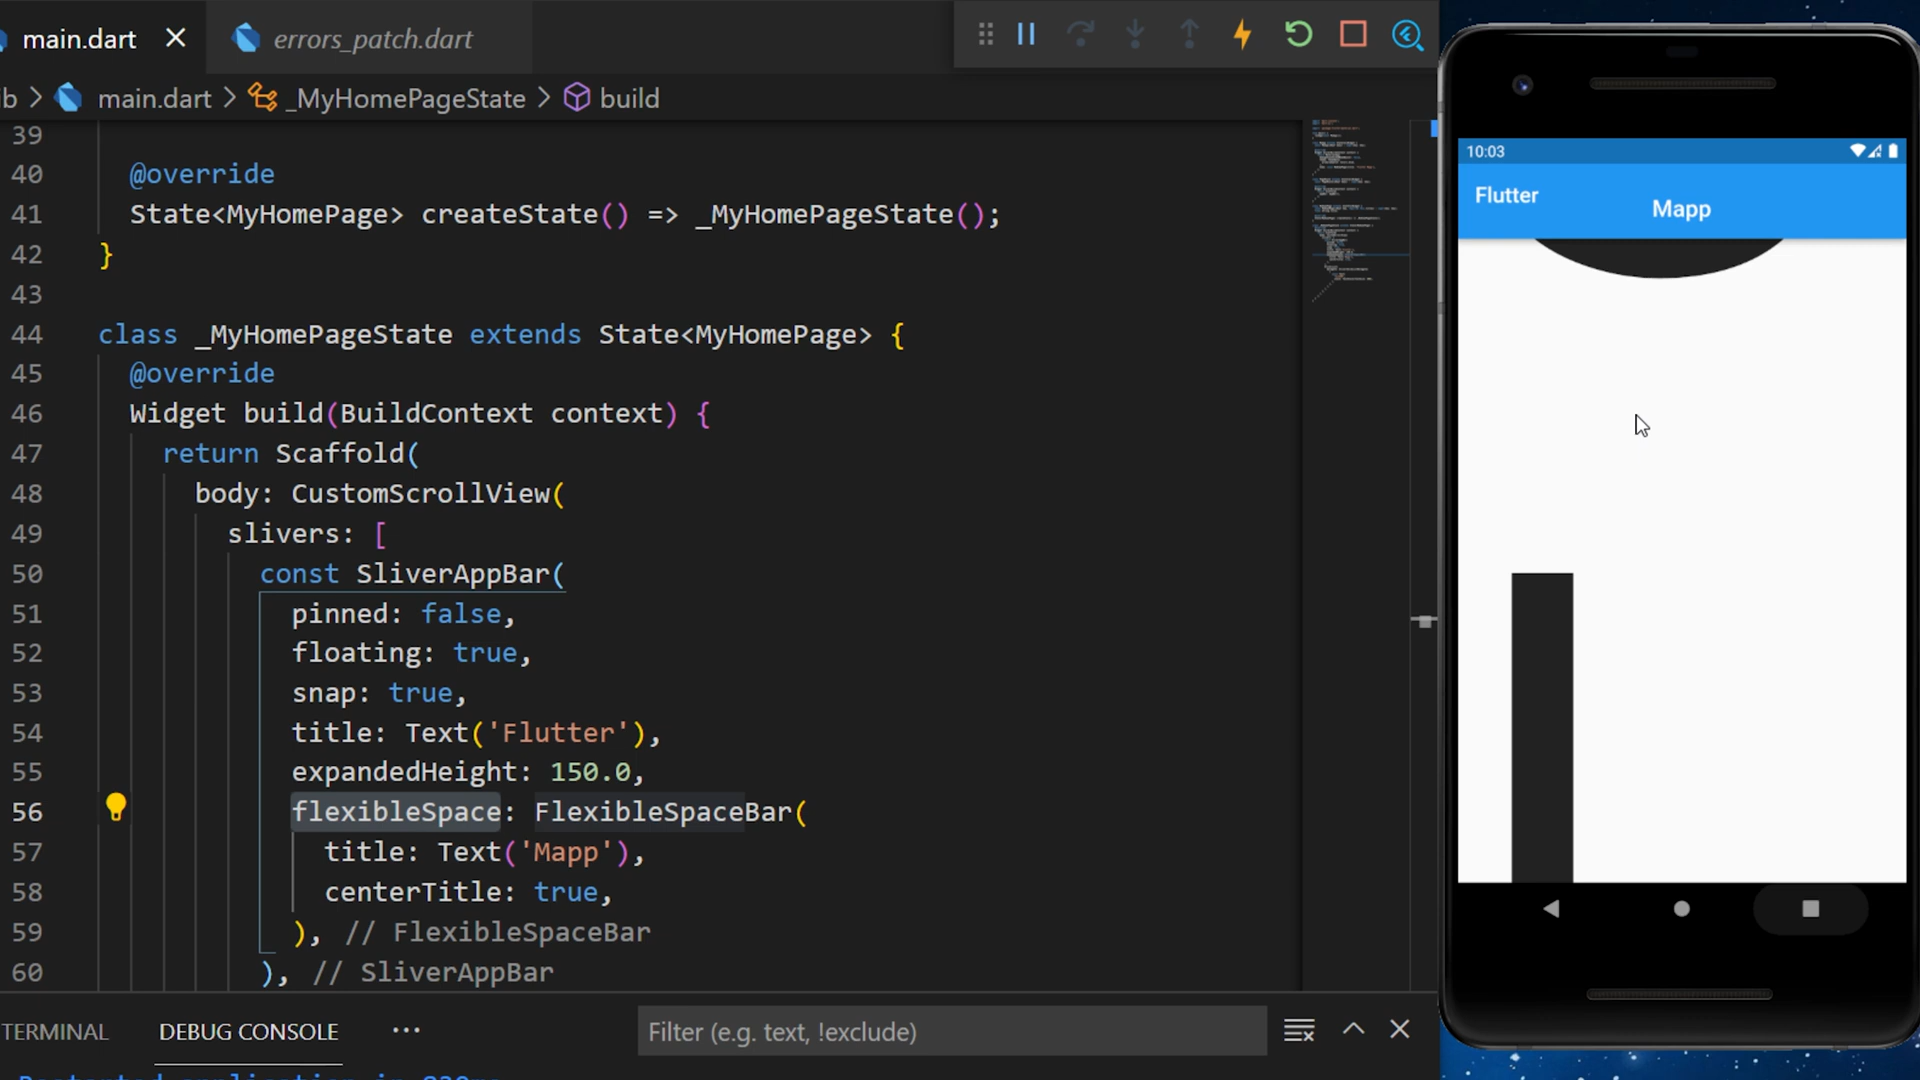 main.dart
errors_patch.dart
ib > main.dart > _MyHomePageState > build
39
40 @override
41 State<MyHomePage> createState() => _MyHomePageState();
42 }
43
44 class _MyHomePageState extends State<MyHomePage> {
45 @override
46 Widget build(BuildContext context) {
47 return Scaffold(
48 body: CustomScrollView(
49 slivers: [
50 const SliverAppBar(
51 pinned: false,
52 floating: true,
53 snap: true,
54 title: Text('Flutter'),
55 expandedHeight: 150.0,
56 flexibleSpace: FlexibleSpaceBar(
57 title: Text('Mapp'),
58 centerTitle: true,
59 ), // FlexibleSpaceBar
60 ), // SliverAppBar
TERMINAL
DEBUG CONSOLE
Filter (e.g. text, !exclude)
10:03
Flutter
Mapp